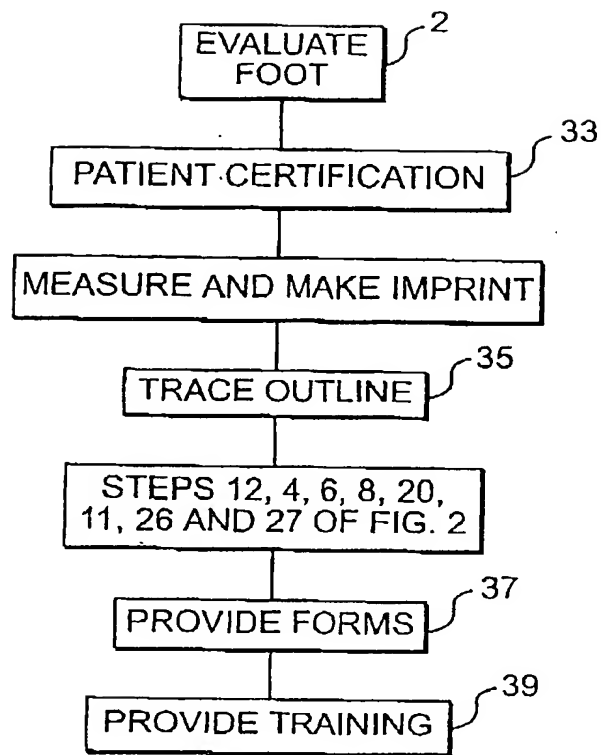 EVALUATE
FOOT
2
PATIENT CERTIFICATION
33
MEASURE AND MAKE IMPRINT
TRACE OUTLINE
35
STEPS 12, 4, 6, 8, 20,
11, 26 AND 27 OF FIG. 2
PROVIDE FORMS
37
PROVIDE TRAINING
39